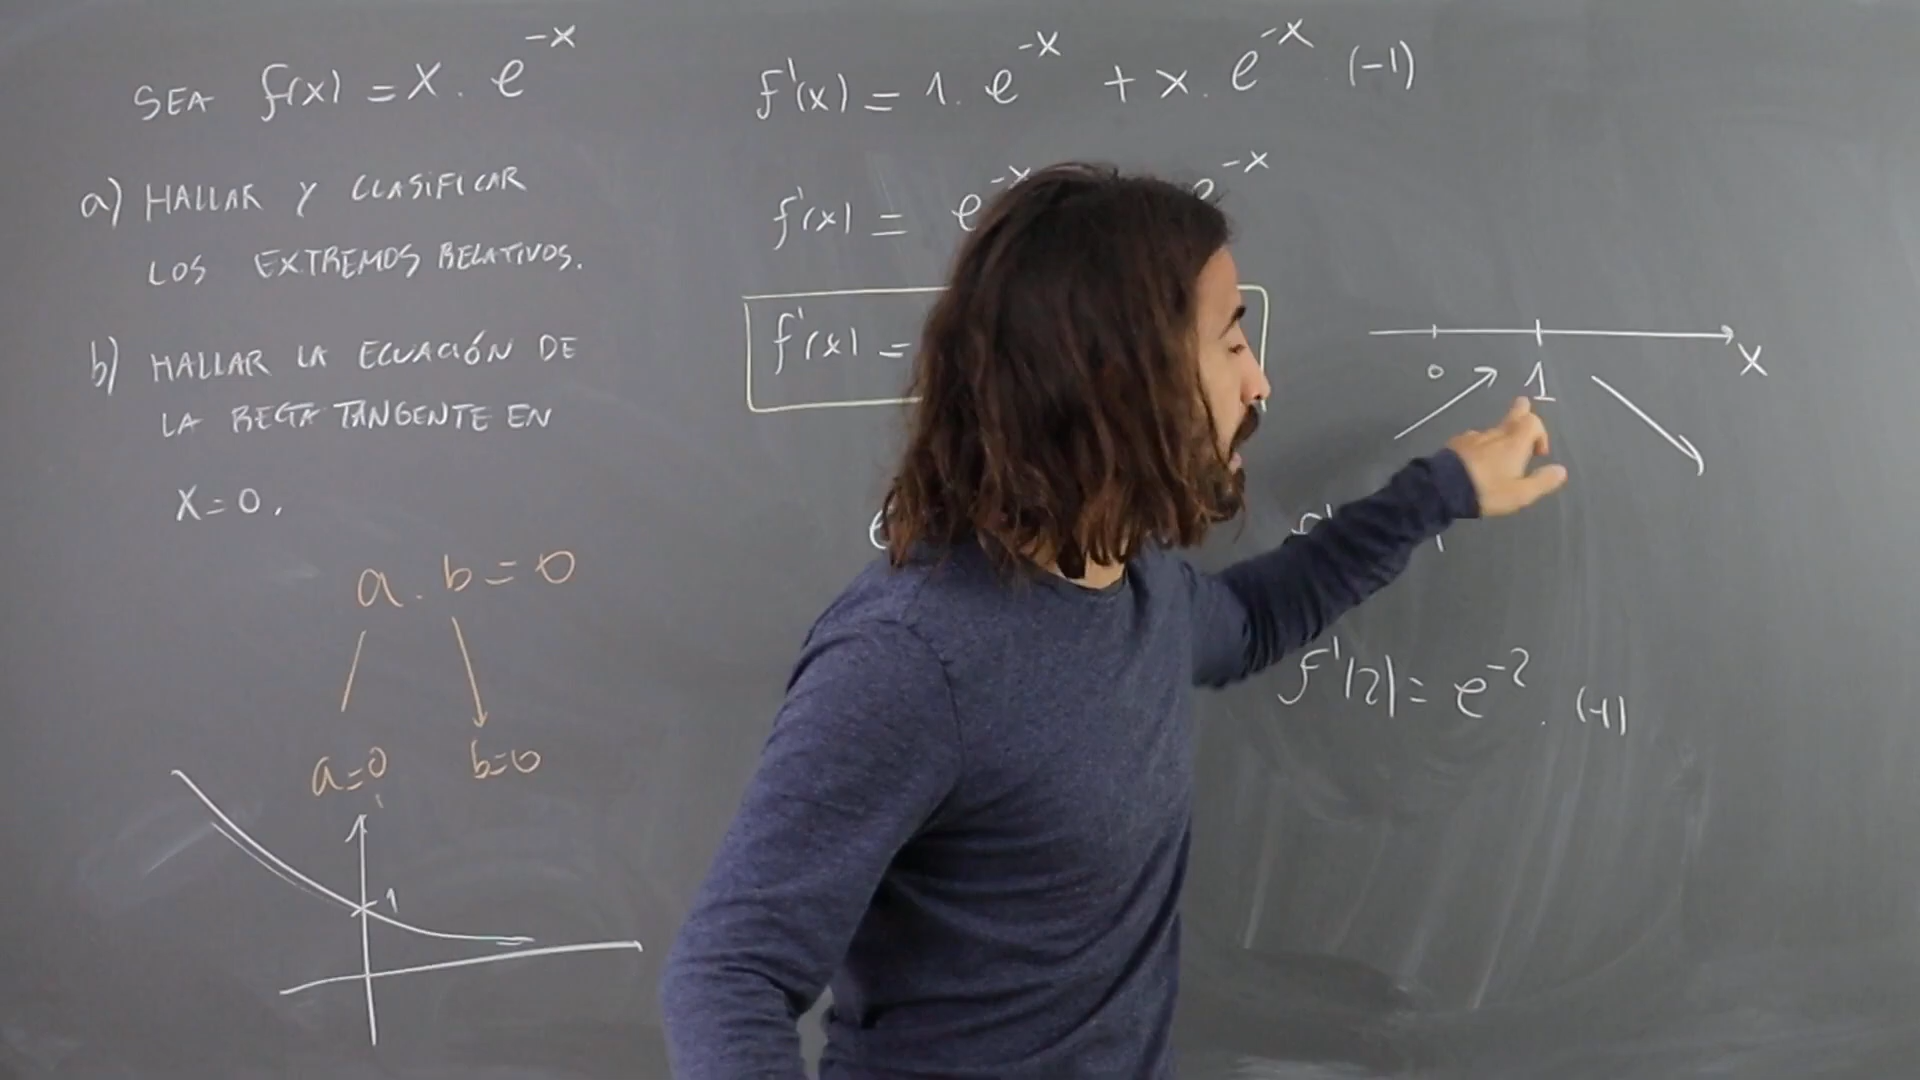 SEA f(x) = x . e^{-x}
a) HALLAR Y CLASIFICAR
LOS EXTREMOS RELATIVOS.
b) HALLAR LA ECUACIÓN DE
LA RECTA TANGENTE EN
X=0.
a . b = 0
a=0 b=0
1
f'(x) = 1. e^{-x} + x. e^{-x} . (-1)
f'(x) = e^{-x} e^{-x}
f'(x) =
0 1 X
f'(2) = e^{-2} . (-1)